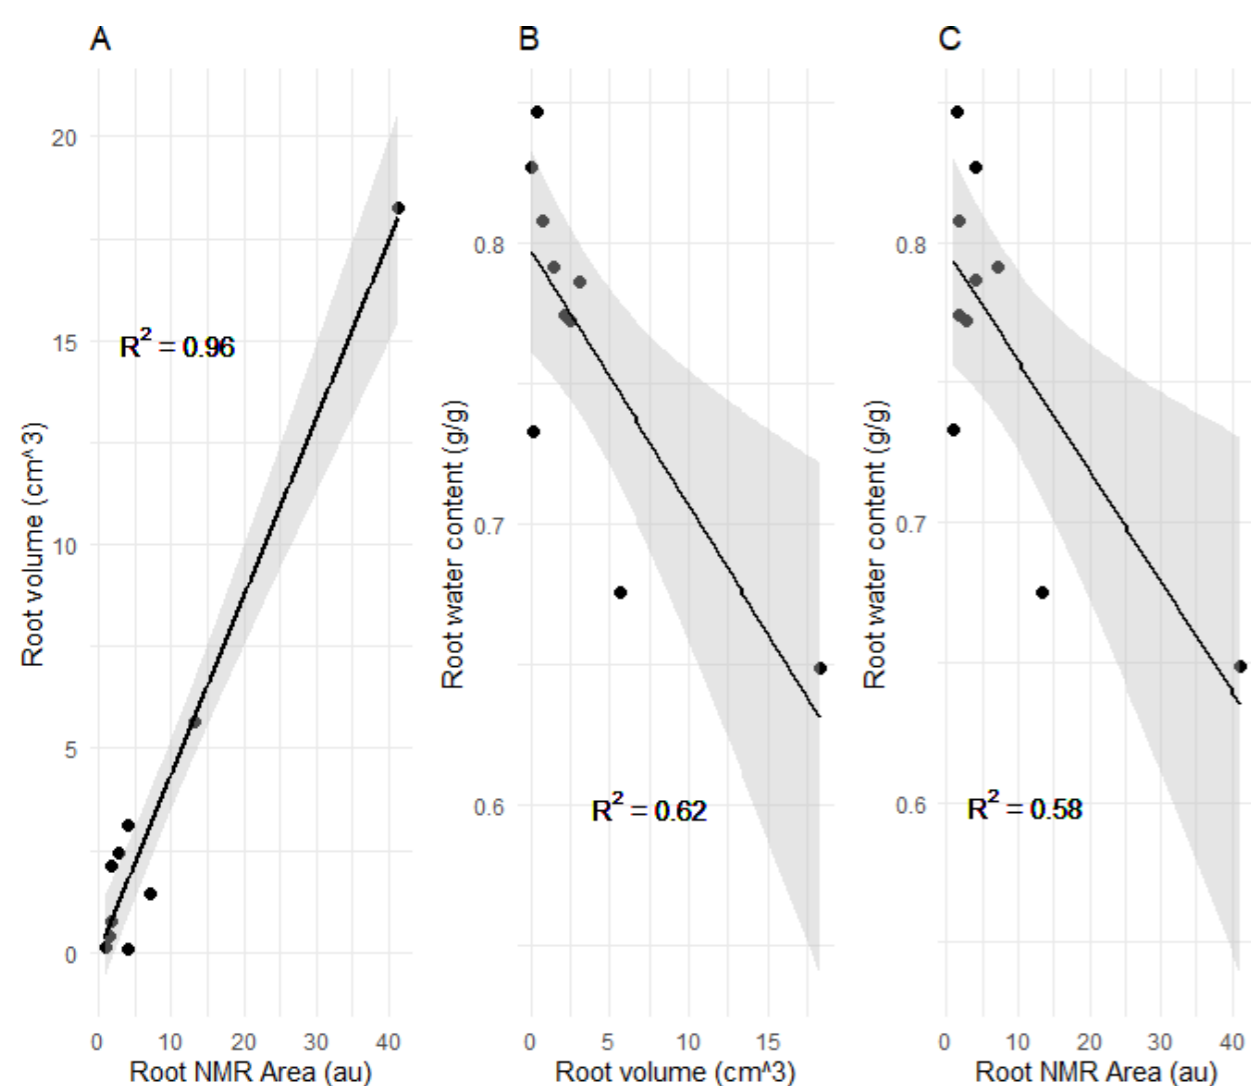 A
B
C
Root volume (cm^3)
20
15
10
5
0
R² = 0.96
0 10 20 30 40
Root NMR Area (au)
Root water content (g/g)
0.8
0.7
0.6
R² = 0.62
0 5 10 15
Root volume (cm^3)
Root water content (g/g)
0.8
0.7
0.6
R² = 0.58
0 10 20 30 40
Root NMR Area (au)